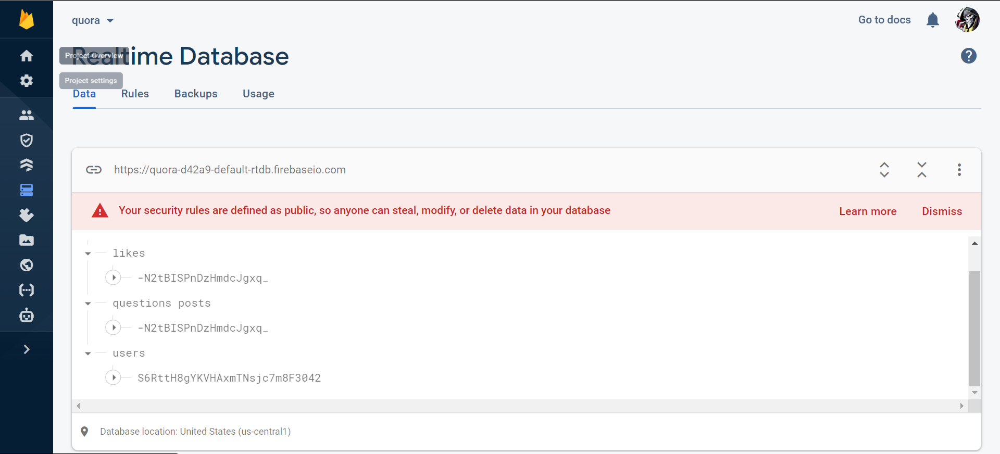 quora
Go to docs
Project Overview
Realtime Database
Project settings
Data
Rules
Backups
Usage
https://quora-d42a9-default-rtdb.firebaseio.com
Your security rules are defined as public, so anyone can steal, modify, or delete data in your database
Learn more
Dismiss
likes
-N2tBISPnDzHmdcJgxq_
questions posts
-N2tBISPnDzHmdcJgxq_
users
S6RttH8gYKVHAxmTNsjc7m8F3042
Database location: United States (us-central1)